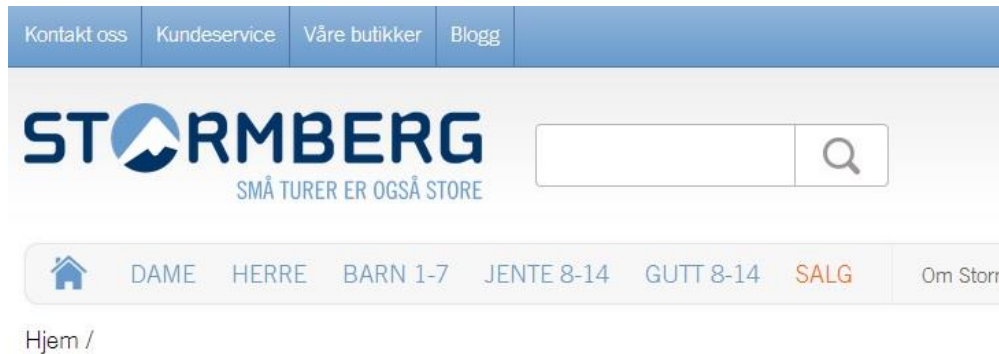 Kontakt oss Kundeservice Våre butikker Blogg
STORMBERG
SMÅ TURER ER OGSÅ STORE
DAME HERRE BARN 1-7 JENTE 8-14 GUTT 8-14 SALG Om Storm
Hjem /